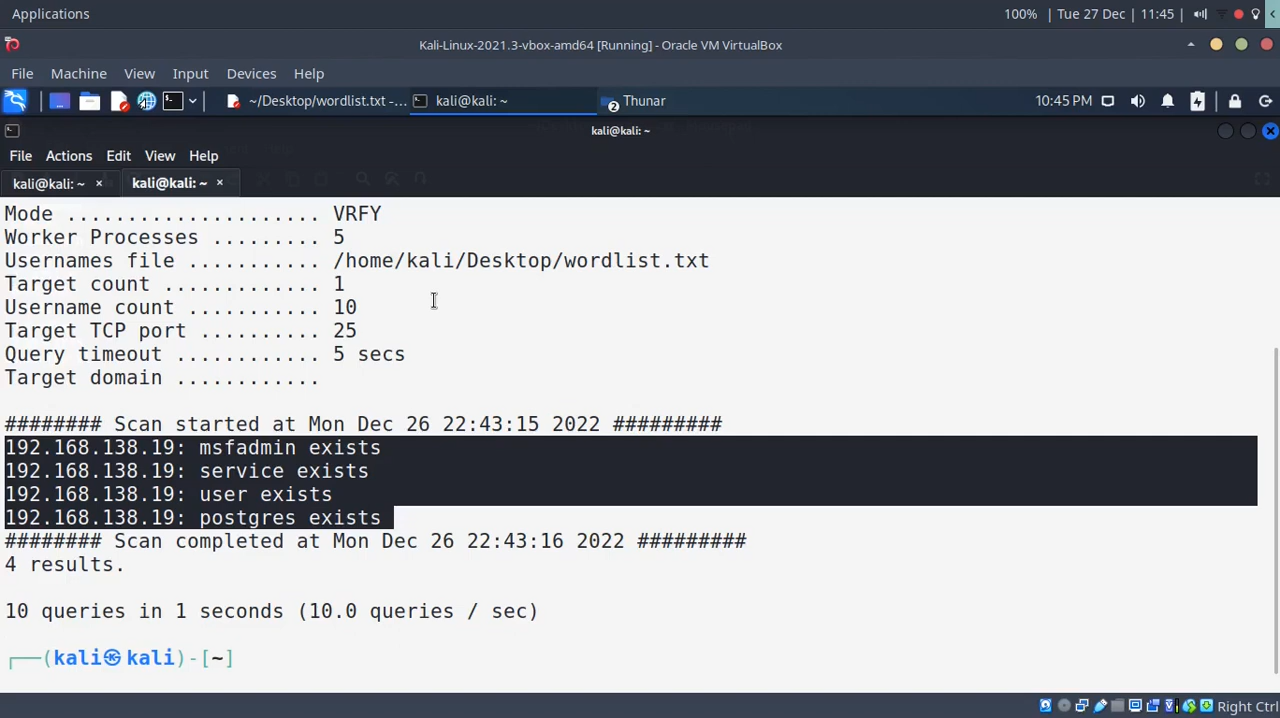 Applications 100% | Tue 27 Dec | 11:45
Kali-Linux-2021.3-vbox-amd64 [Running] - Oracle VM VirtualBox
File Machine View Input Devices Help
~/Desktop/wordlist.txt -... kali@kali: ~ 2 Thunar 10:45 PM
kali@kali: ~
File Actions Edit View Help
kali@kali: ~ × kali@kali: ~ ×
Mode ..................... VRFY
Worker Processes ......... 5
Usernames file ........... /home/kali/Desktop/wordlist.txt
Target count ............. 1
Username count ........... 10
Target TCP port .......... 25
Query timeout ............ 5 secs
Target domain ............
######## Scan started at Mon Dec 26 22:43:15 2022 #########
192.168.138.19: msfadmin exists
192.168.138.19: service exists
192.168.138.19: user exists
192.168.138.19: postgres exists
######## Scan completed at Mon Dec 26 22:43:16 2022 #########
4 results.
10 queries in 1 seconds (10.0 queries / sec)
┌──(kali㉿kali)-[~]
Right Ctrl